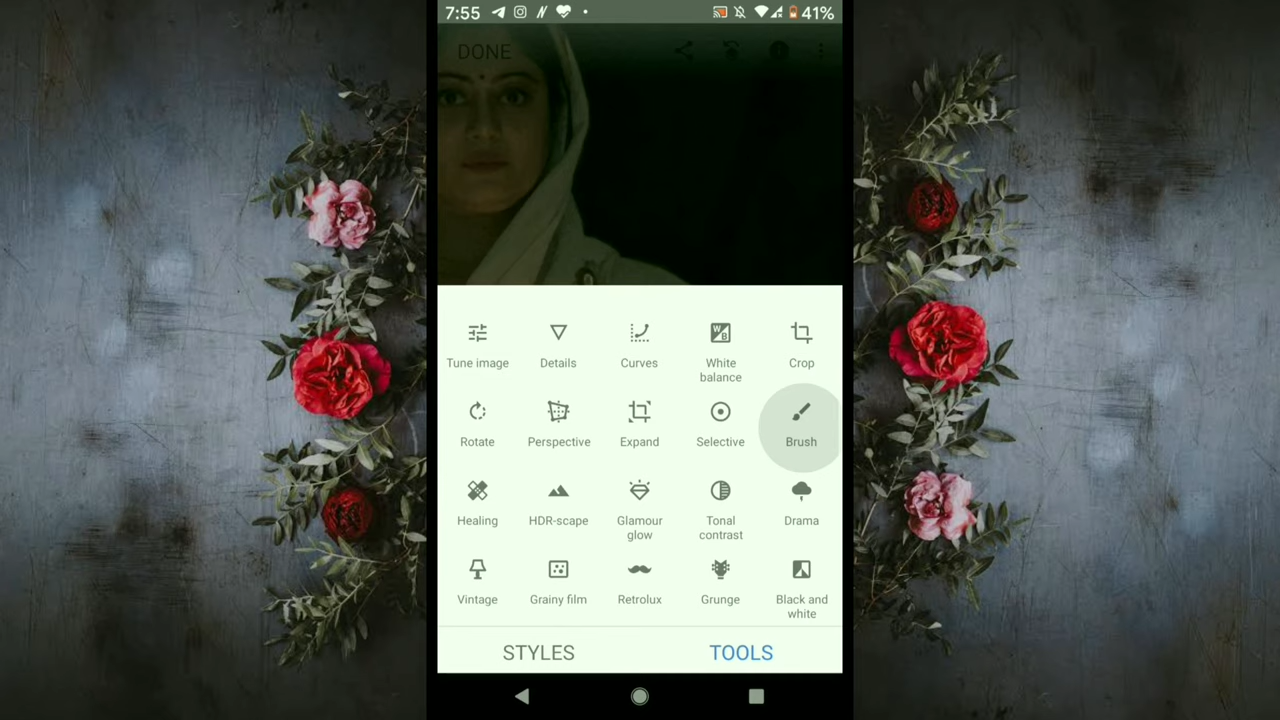 7:55
41%
DONE
Tune image
Details
Curves
White
balance
Crop
Rotate
Perspective
Expand
Selective
Brush
Healing
HDR-scape
Glamour
glow
Tonal
contrast
Drama
Vintage
Grainy film
Retrolux
Grunge
Black and
white
STYLES
TOOLS